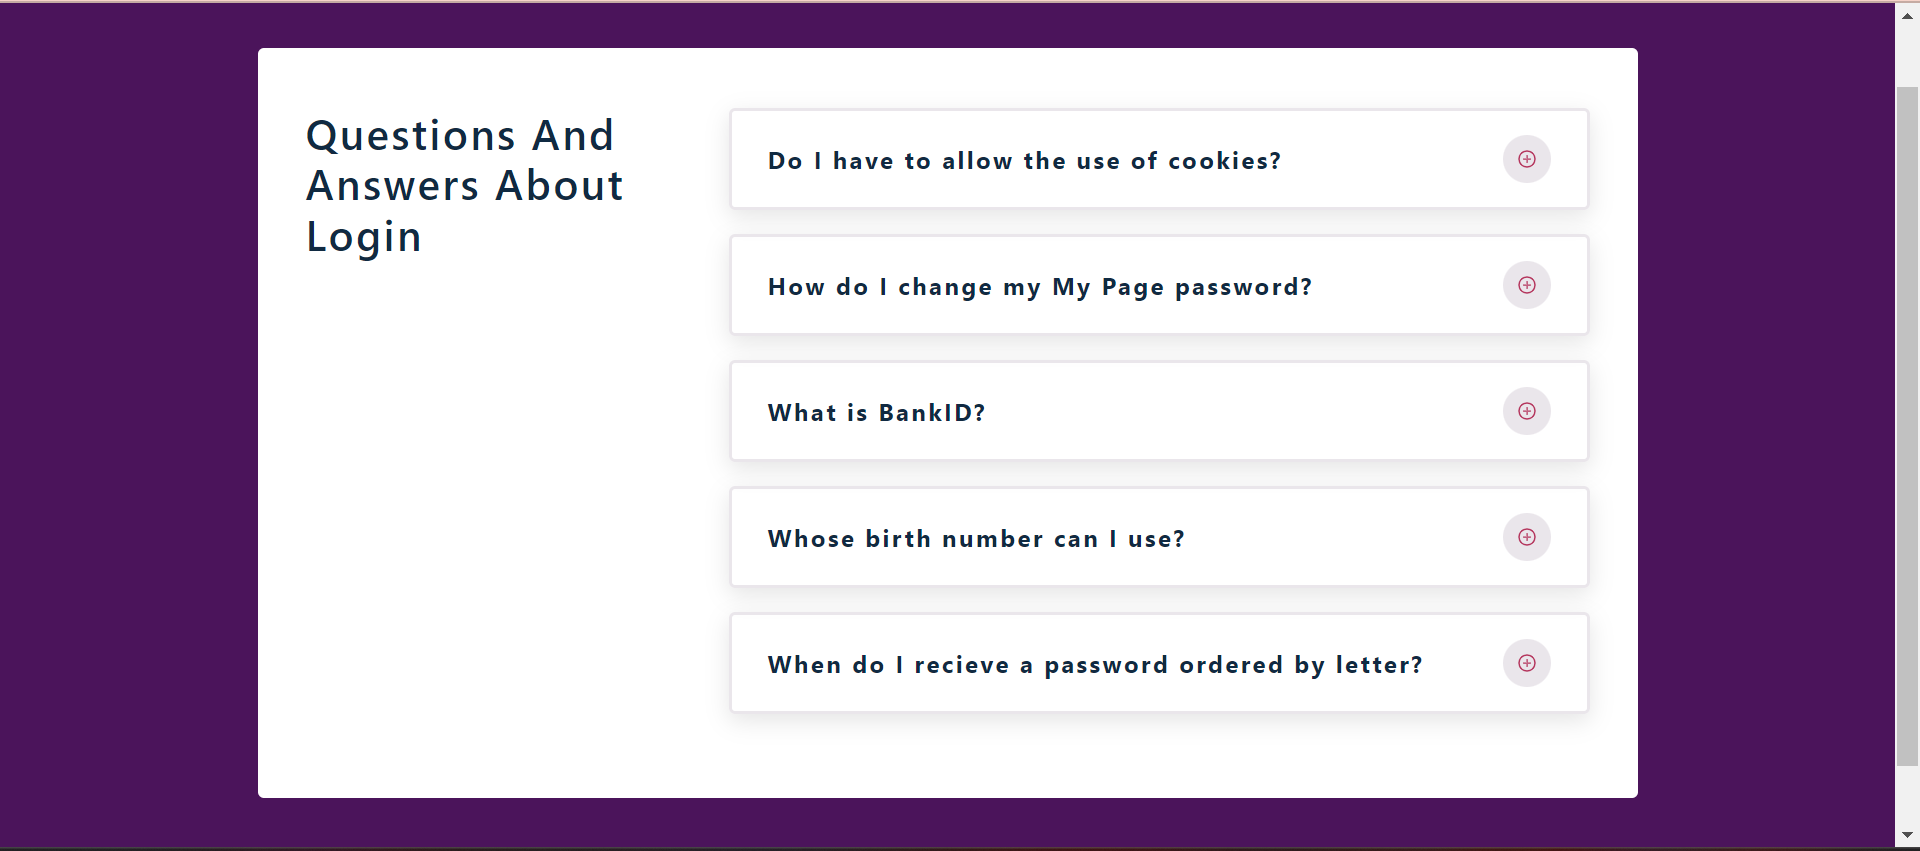 Questions And
Answers About
Login
Do I have to allow the use of cookies?
How do I change my My Page password?
What is BankID?
Whose birth number can I use?
When do I recieve a password ordered by letter?